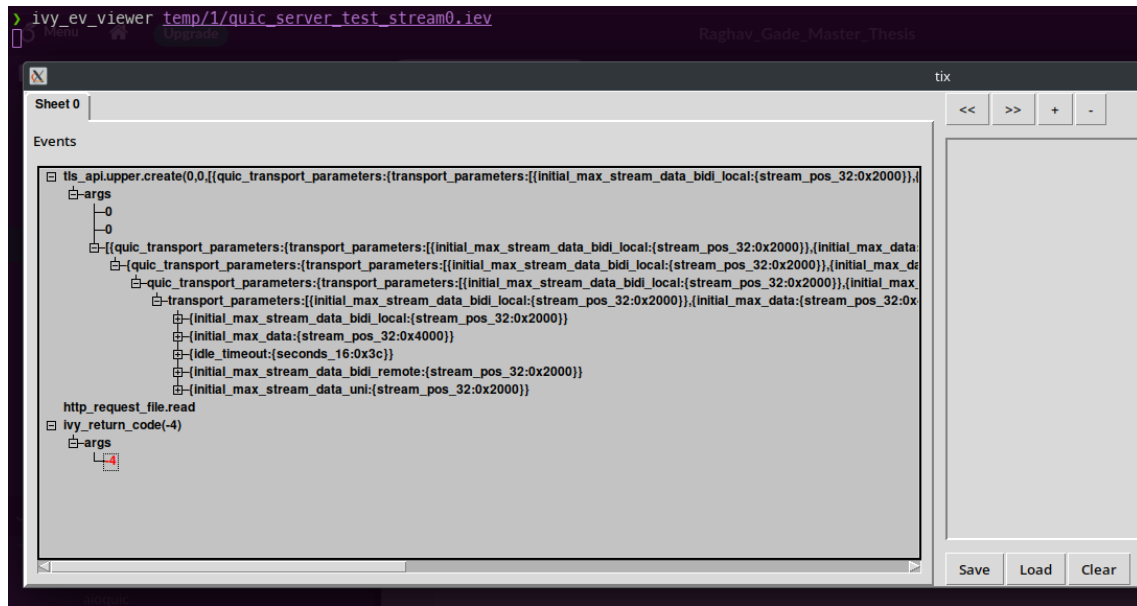 ❯ ivy_ev_viewer temp/1/quic_server_test_stream0.iev
Menu Upgrade Raghav_Gade_Master_Thesis
tix
Sheet 0
<< >> + -
Events
tls_api.upper.create(0,0,[{quic_transport_parameters:{transport_parameters:[{initial_max_stream_data_bidi_local:{stream_pos_32:0x2000}},{
args
0
0
[{quic_transport_parameters:{transport_parameters:[{initial_max_stream_data_bidi_local:{stream_pos_32:0x2000}},{initial_max_data:
{quic_transport_parameters:{transport_parameters:[{initial_max_stream_data_bidi_local:{stream_pos_32:0x2000}},{initial_max_da
quic_transport_parameters:{transport_parameters:[{initial_max_stream_data_bidi_local:{stream_pos_32:0x2000}},{initial_max_
transport_parameters:[{initial_max_stream_data_bidi_local:{stream_pos_32:0x2000}},{initial_max_data:{stream_pos_32:0x
{initial_max_stream_data_bidi_local:{stream_pos_32:0x2000}}
{initial_max_data:{stream_pos_32:0x4000}}
{idle_timeout:{seconds_16:0x3c}}
{initial_max_stream_data_bidi_remote:{stream_pos_32:0x2000}}
{initial_max_stream_data_uni:{stream_pos_32:0x2000}}
http_request_file.read
ivy_return_code(-4)
args
-4
Save Load Clear
aioquic